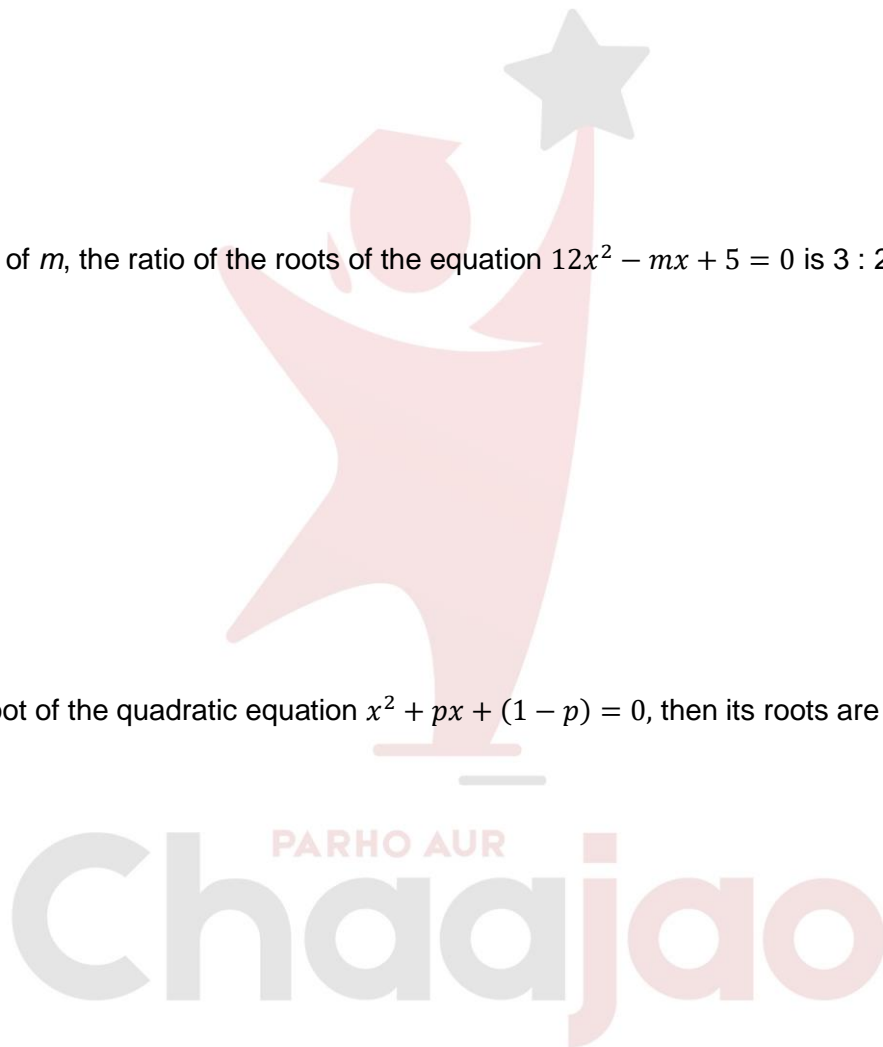 of m, the ratio of the roots of the equation 12x² − mx + 5 = 0 is 3 : 2
oot of the quadratic equation x² + px + (1 − p) = 0, then its roots are
PARHO AUR
Chaajao